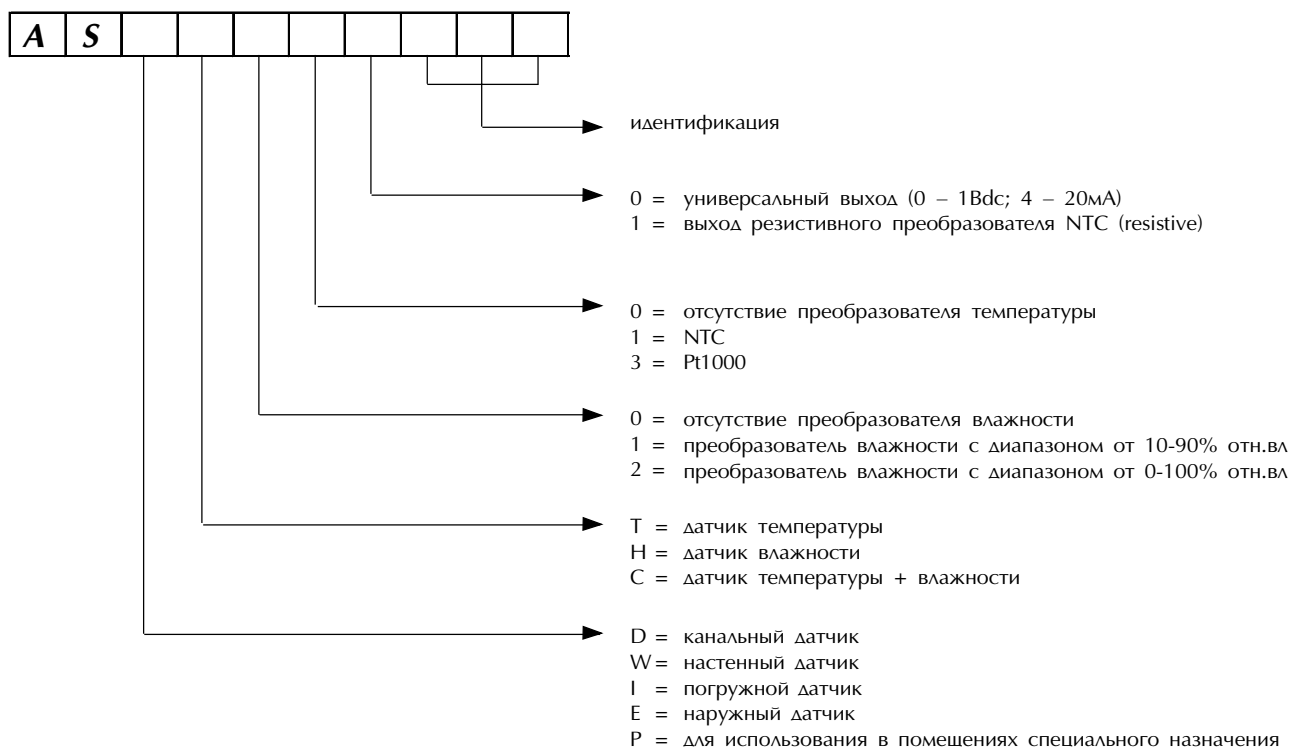 A S
идентификация
0 = универсальный выход (0 – 1Bdc; 4 – 20мА)
1 = выход резистивного преобразователя NTC (resistive)
0 = отсутствие преобразователя температуры
1 = NTC
3 = Pt1000
0 = отсутствие преобразователя влажности
1 = преобразователь влажности с диапазоном от 10-90% отн.вл
2 = преобразователь влажности с диапазоном от 0-100% отн.вл
T = датчик температуры
H = датчик влажности
C = датчик температуры + влажности
D = канальный датчик
W = настенный датчик
I = погружной датчик
E = наружный датчик
P = для использования в помещениях специального назначения